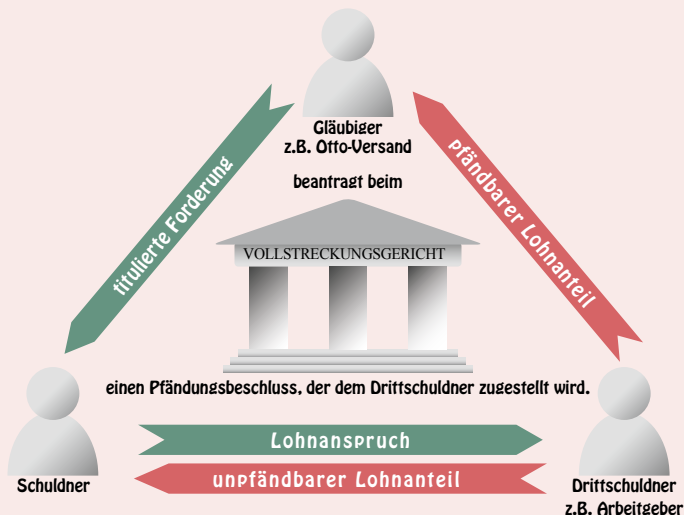 Gläubiger
z.B. Otto-Versand
beantragt beim
titulierte Forderung
pfändbarer Lohnanteil
VOLLSTRECKUNGSGERICHT
einen Pfändungsbeschluss, der dem Drittschuldner zugestellt wird.
Lohnanspruch
unpfändbarer Lohnanteil
Schuldner
Drittschuldner
z.B. Arbeitgeber